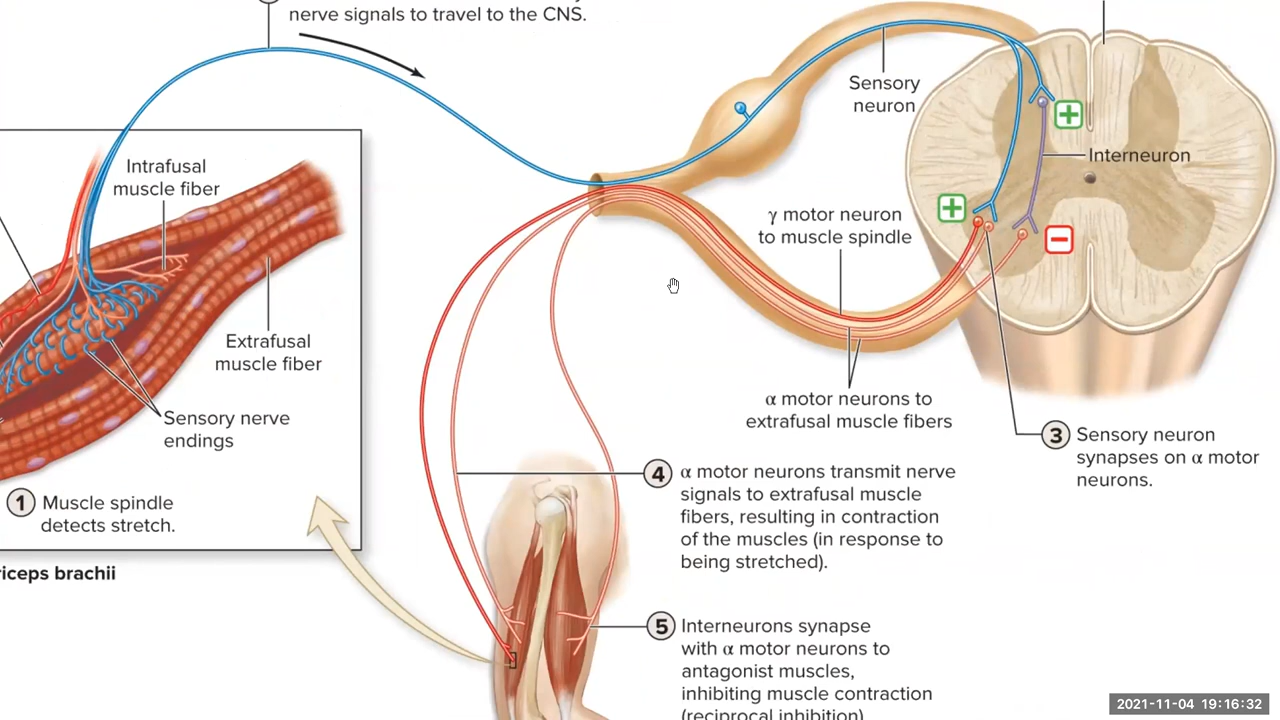 nerve signals to travel to the CNS.
Sensory
neuron
Interneuron
Intrafusal
muscle fiber
γ motor neuron
to muscle spindle
Extrafusal
muscle fiber
Sensory nerve
endings
α motor neurons to
extrafusal muscle fibers
3 Sensory neuron
synapses on α motor
neurons.
1 Muscle spindle
detects stretch.
4 α motor neurons transmit nerve
signals to extrafusal muscle
fibers, resulting in contraction
of the muscles (in response to
being stretched).
riceps brachii
5 Interneurons synapse
with α motor neurons to
antagonist muscles,
inhibiting muscle contraction
(reciprocal inhibition)
2021-11-04 19:16:32